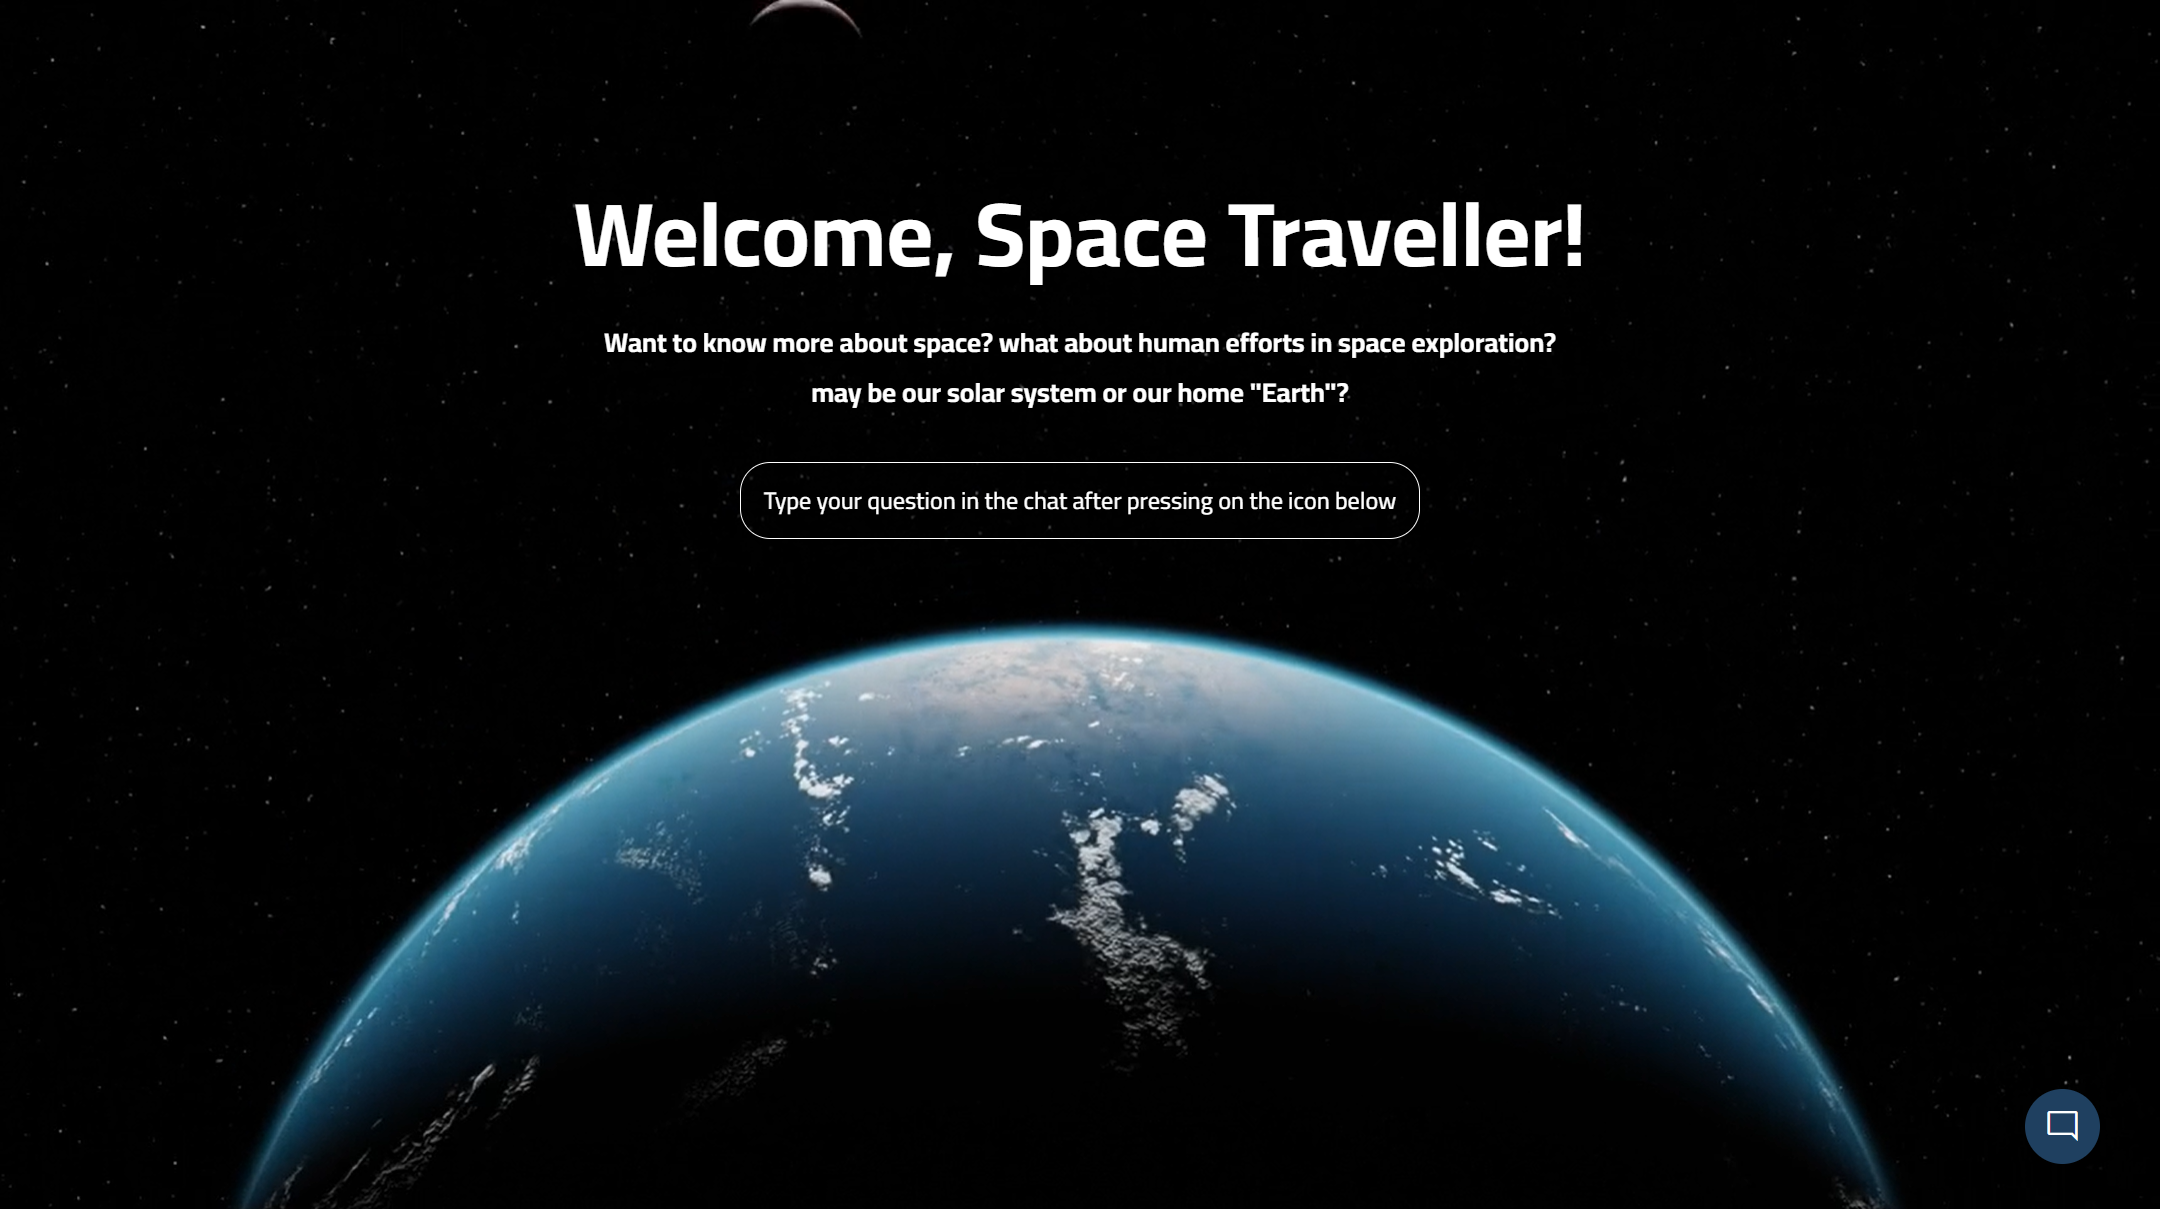 Welcome, Space Traveller!
Want to know more about space? what about human efforts in space exploration?
may be our solar system or our home "Earth"?
Type your question in the chat after pressing on the icon below